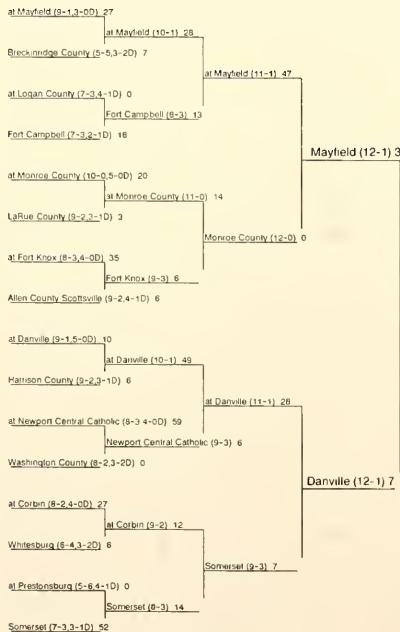 at Mayfield (9-1,3-0D) 27
at Mayfield (10-1) 28
Breckinridge County (5-5,3-2D) 7
at Mayfield (11-1) 47
at Logan County (7-3,4-1D) 0
Fort Campbell (8-3) 13
Fort Campbell (7-3,2-1D) 18
Mayfield (12-1) 3
at Monroe County (10-0,5-0D) 20
at Monroe County (11-0) 14
LaRue County (9-2,3-1D) 3
Monroe County (12-0) 0
at Fort Knox (8-3,4-0D) 35
Fort Knox (9-3) 6
Allen County Scottsville (9-2,4-1D) 6
at Danville (9-1,5-0D) 10
at Danville (10-1) 49
Harrison County (9-2,3-1D) 6
at Danville (11-1) 28
at Newport Central Catholic (8-3 4-0D) 59
Newport Central Catholic (9-3) 6
Washington County (8-2,3-2D) 0
Danville (12-1) 7
at Corbin (8-2,4-0D) 27
at Corbin (9-2) 12
Whitesburg (6-4,3-2D) 6
Somerset (9-3) 7
at Prestonsburg (5-6,4-1D) 0
Somerset (8-3) 14
Somerset (7-3,3-1D) 52